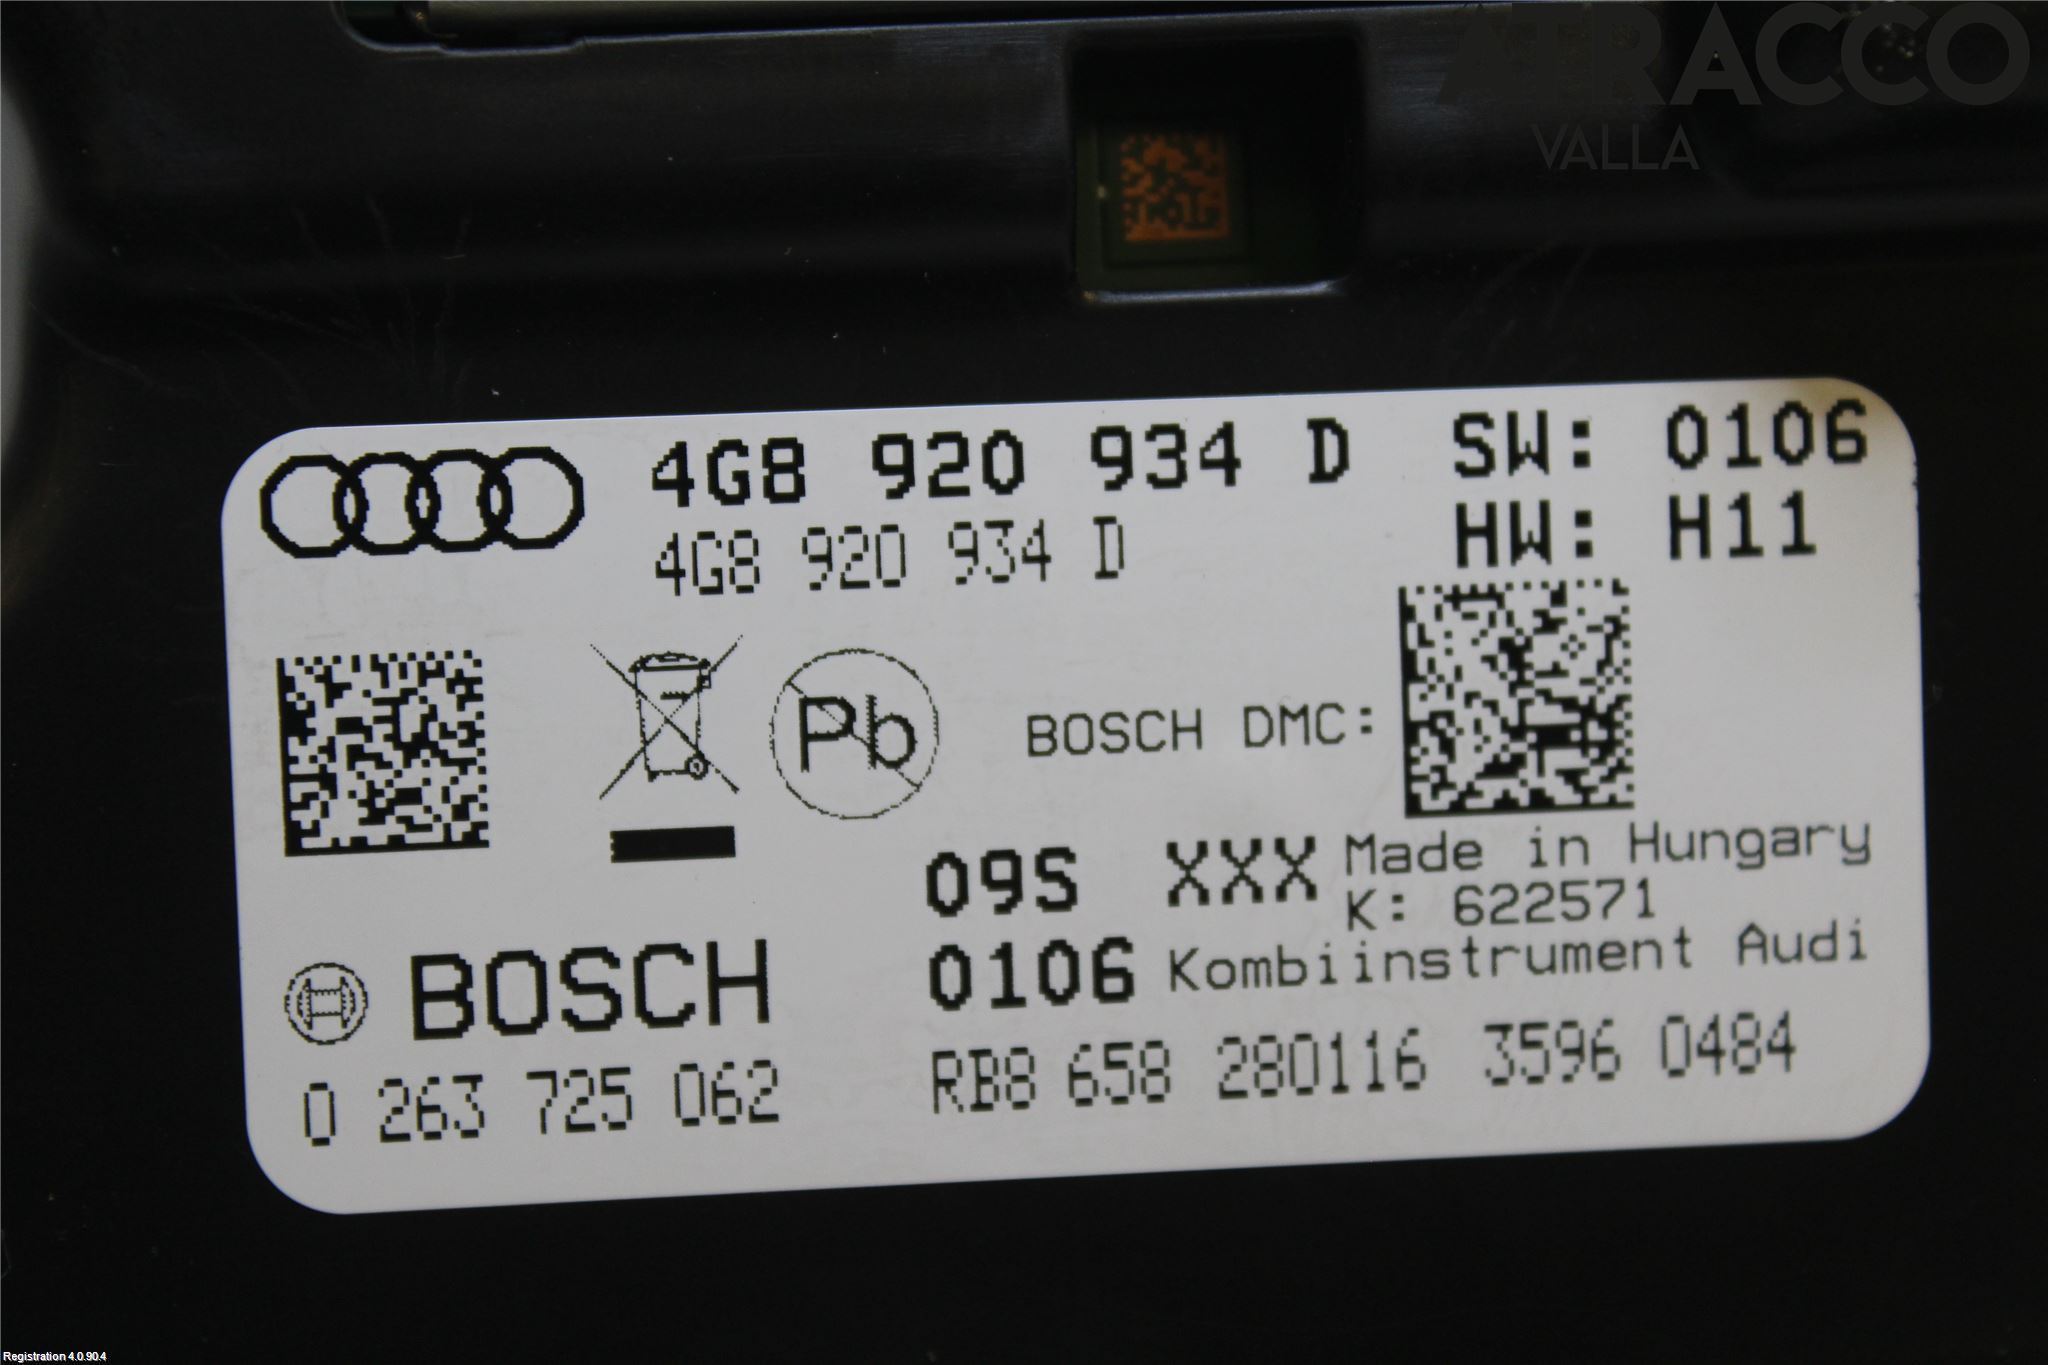 ATRACCO
VALLA
4G8 920 934 D SW: 0106
4G8 920 934 D HW: H11
Pb
BOSCH DMC:
09S XXX Made in Hungary
K: 622571
BOSCH 0106 Kombiinstrument Audi
0 263 725 062 RB8 658 280116 3596 0484
Registration 4.0.90.4